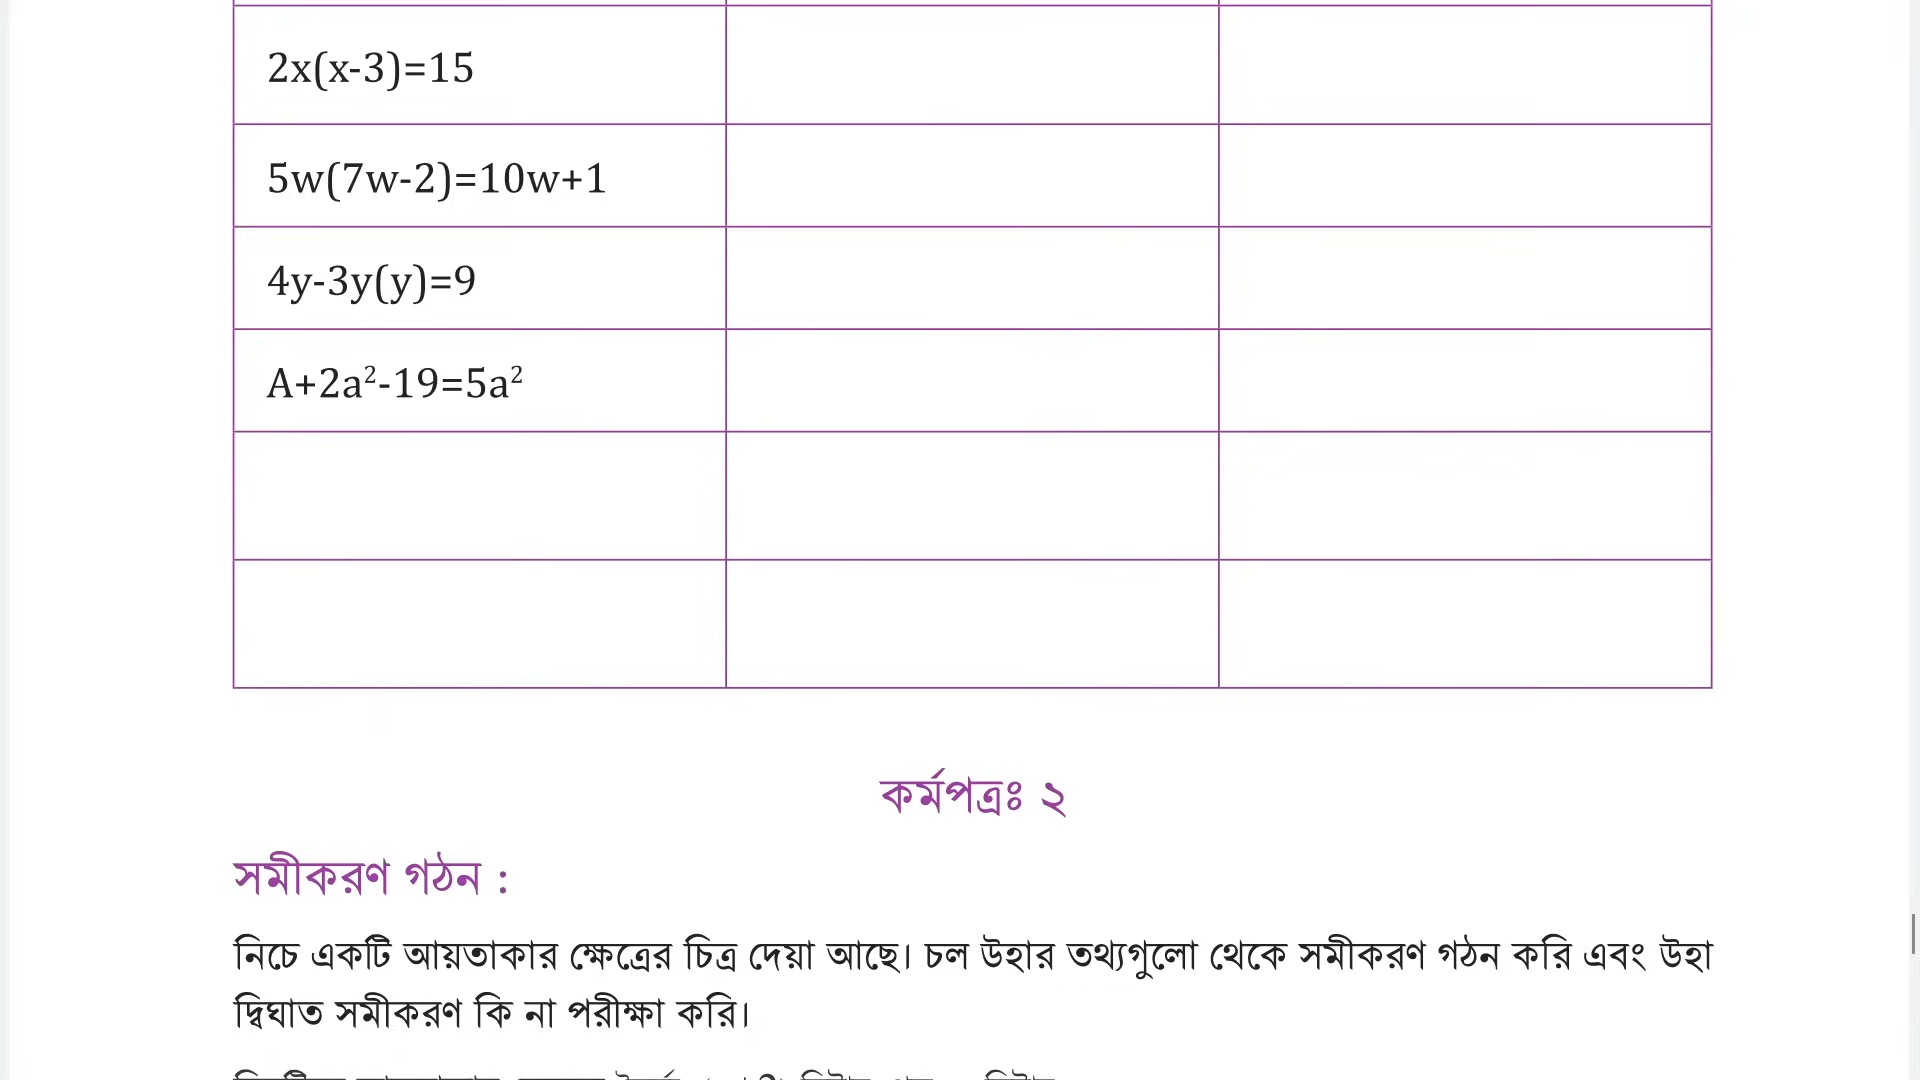 2x(x-3)=15
5w(7w-2)=10w+1
4y-3y(y)=9
A+2a²-19=5a²
কর্মপত্রঃ ২
সমীকরণ গঠন :
নিচে একটি আয়তাকার ক্ষেত্রের চিত্র দেয়া আছে। চল উহার তথ্যগুলো থেকে সমীকরণ গঠন করি এবং উহা
দ্বিঘাত সমীকরণ কি না পরীক্ষা করি।